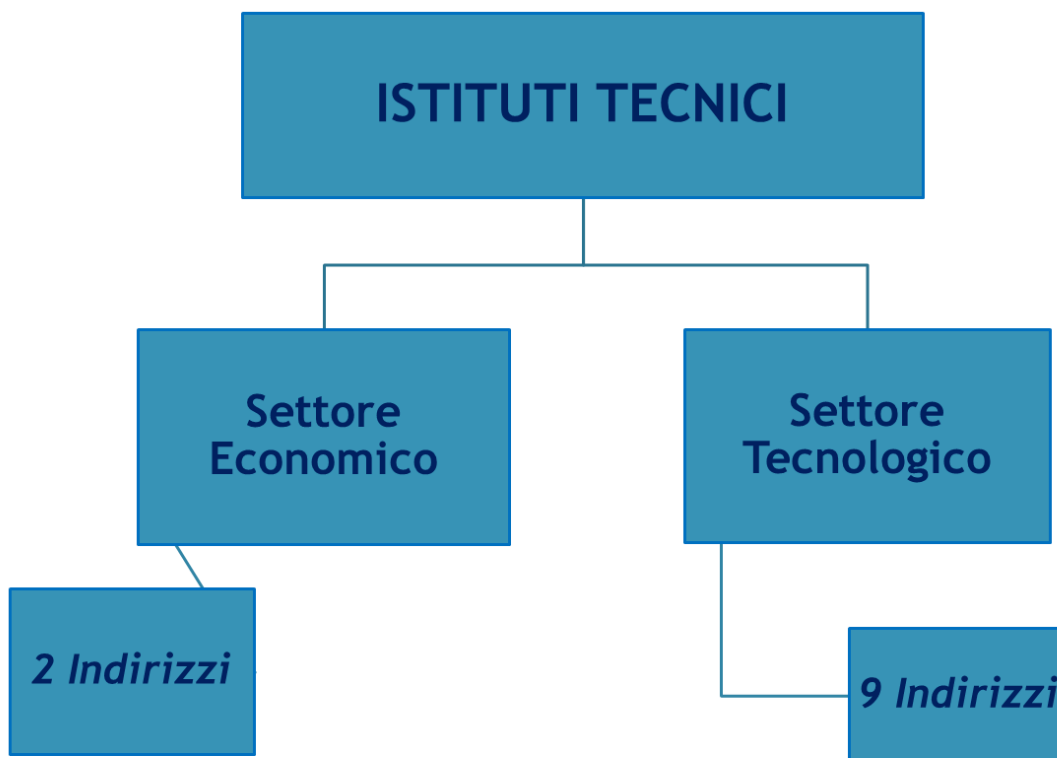 ISTITUTI TECNICI
Settore
Economico
Settore
Tecnologico
2 Indirizzi
9 Indirizzi